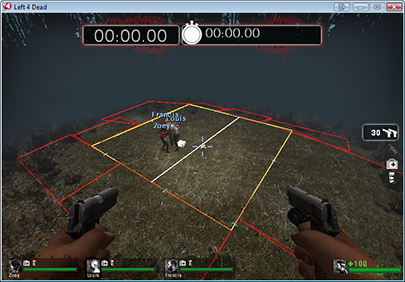 Left 4 Dead
00:00.00
00:00.00
Francis
Louis
Zoey
30
Zoey
Louis
Francis
+100